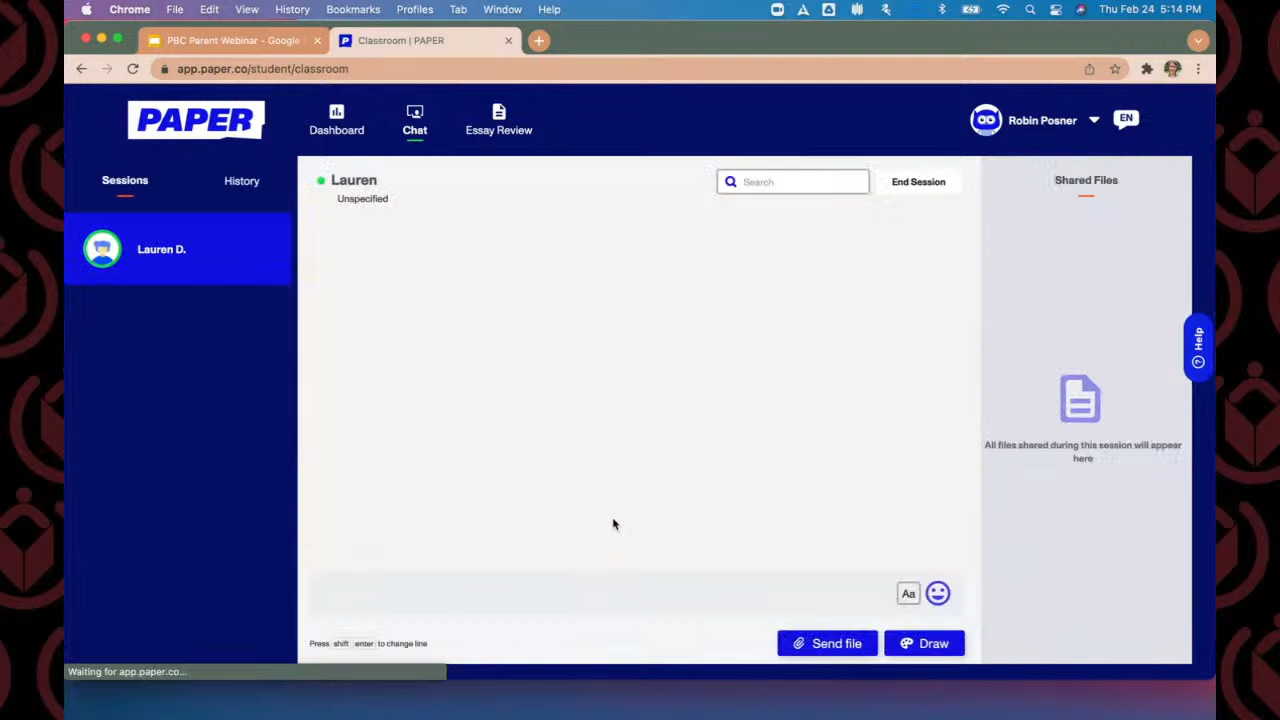 Chrome File Edit View History Bookmarks Profiles Tab Window Help Thu Feb 24 5:14 PM
PBC Parent Webinar - Google
Classroom | PAPER
app.paper.co/student/classroom
PAPER
Dashboard
Chat
Essay Review
Robin Posner
EN
Sessions
History
Lauren D.
Lauren
Unspecified
Search
End Session
Shared Files
All files shared during this session will appear
here
Help
Aa
Press shift enter to change line
Send file
Draw
Waiting for app.paper.co...